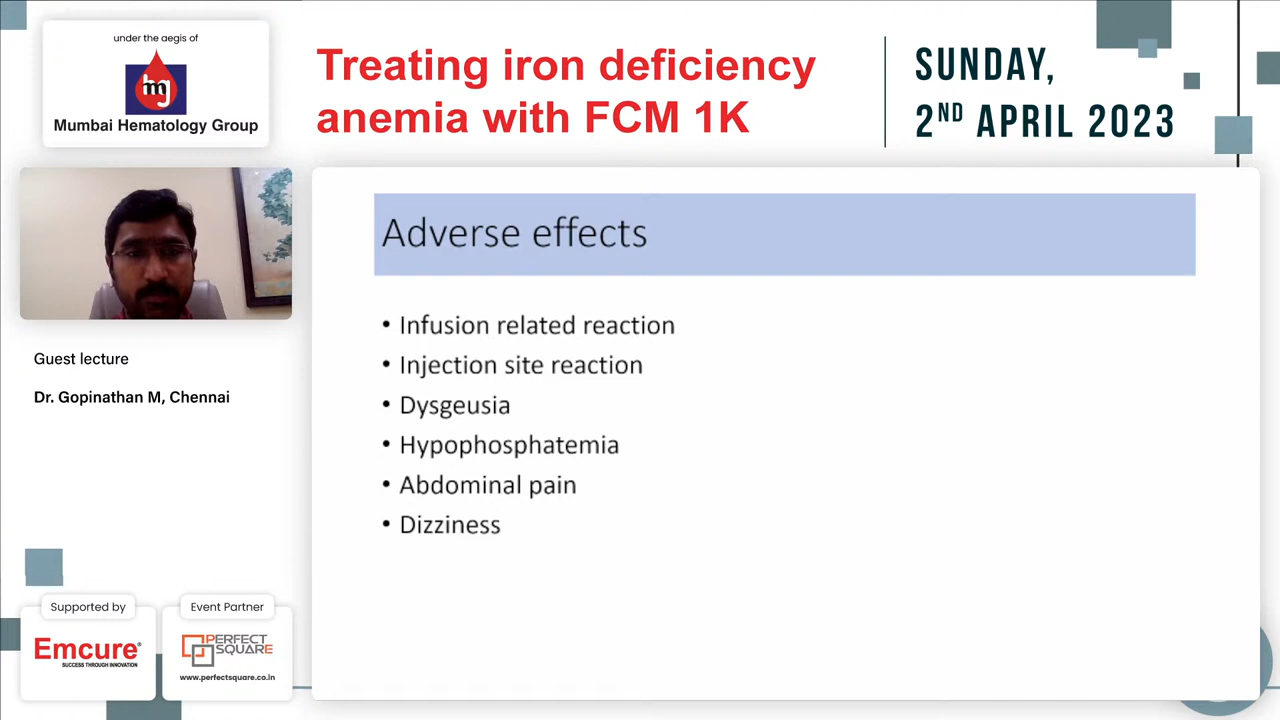 under the aegis of
mg
Mumbai Hematology Group
Treating iron deficiency
anemia with FCM 1K
SUNDAY,
2ND APRIL 2023
Guest lecture
Dr. Gopinathan M, Chennai
Adverse effects
• Infusion related reaction
• Injection site reaction
• Dysgeusia
• Hypophosphatemia
• Abdominal pain
• Dizziness
Supported by
Emcure®
SUCCESS THROUGH INNOVATION
Event Partner
PERFECT
SQUARE
www.perfectsquare.co.in